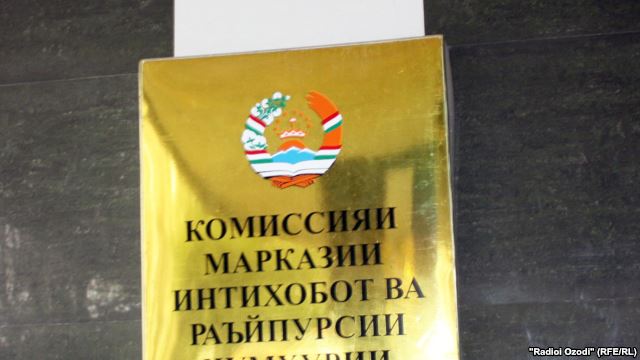 КОМИССИЯИ
МАРКАЗИИ
ИНТИХОБОТ ВА
РАЪЙПУРСИИ
"Radioi Ozodi" (RFE/RL)